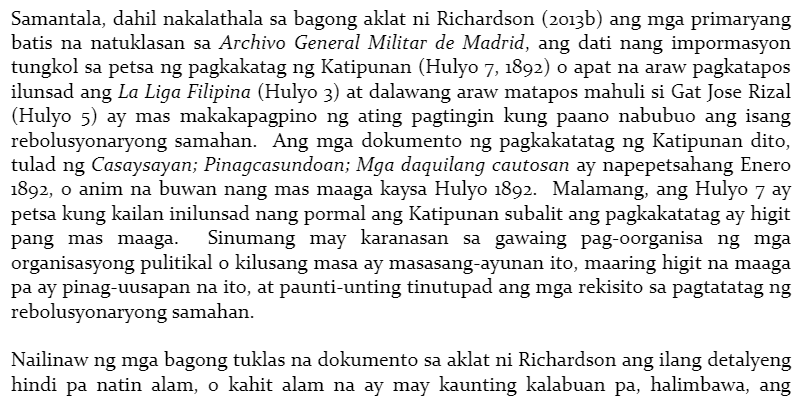 Samantala, dahil nakalathala sa bagong aklat ni Richardson (2013b) ang mga primaryang
batis na natuklasan sa Archivo General Militar de Madrid, ang dati nang impormasyon
tungkol sa petsa ng pagkakatag ng Katipunan (Hulyo 7, 1892) o apat na araw pagkatapos
ilunsad ang La Liga Filipina (Hulyo 3) at dalawang araw matapos mahuli si Gat Jose Rizal
(Hulyo 5) ay mas makakapagpino ng ating pagtingin kung paano nabubuo ang isang
rebolusyonaryong samahan. Ang mga dokumento ng pagkakatatag ng Katipunan dito,
tulad ng Casaysayan; Pinagcasundoan; Mga daquilang cautosan ay napepetsahang Enero
1892, o anim na buwan nang mas maaga kaysa Hulyo 1892. Malamang, ang Hulyo 7 ay
petsa kung kailan inilunsad nang pormal ang Katipunan subalit ang pagkakatatag ay higit
pang mas maaga. Sinumang may karanasan sa gawaing pag-oorganisa ng mga
organisasyong pulitikal o kilusang masa ay masasang-ayunan ito, maaring higit na maaga
pa ay pinag-uusapan na ito, at paunti-unting tinutupad ang mga rekisito sa pagtatatag ng
rebolusyonaryong samahan.
Nailinaw ng mga bagong tuklas na dokumento sa aklat ni Richardson ang ilang detalyeng
hindi pa natin alam, o kahit alam na ay may kaunting kalabuan pa, halimbawa, ang